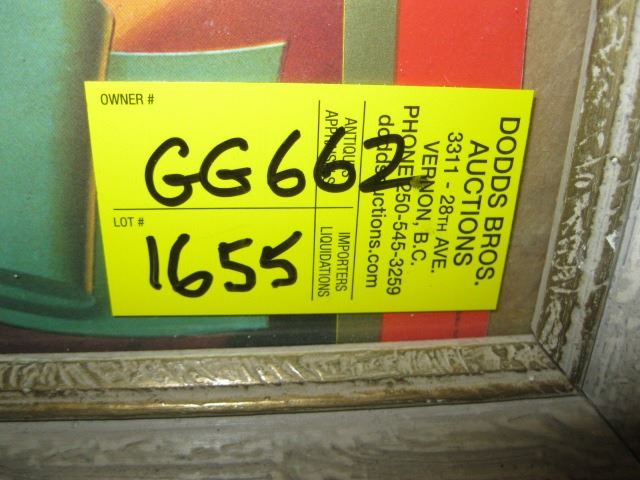 OWNER #
GG662
LOT #
1655
ANTIQUES
APPRAISALS
IMPORTERS
LIQUIDATIONS
DODDS BROS.
AUCTIONS
3311 - 28TH AVE.
VERNON, B.C.
PHONE 250-545-3259
doddsauctions.com